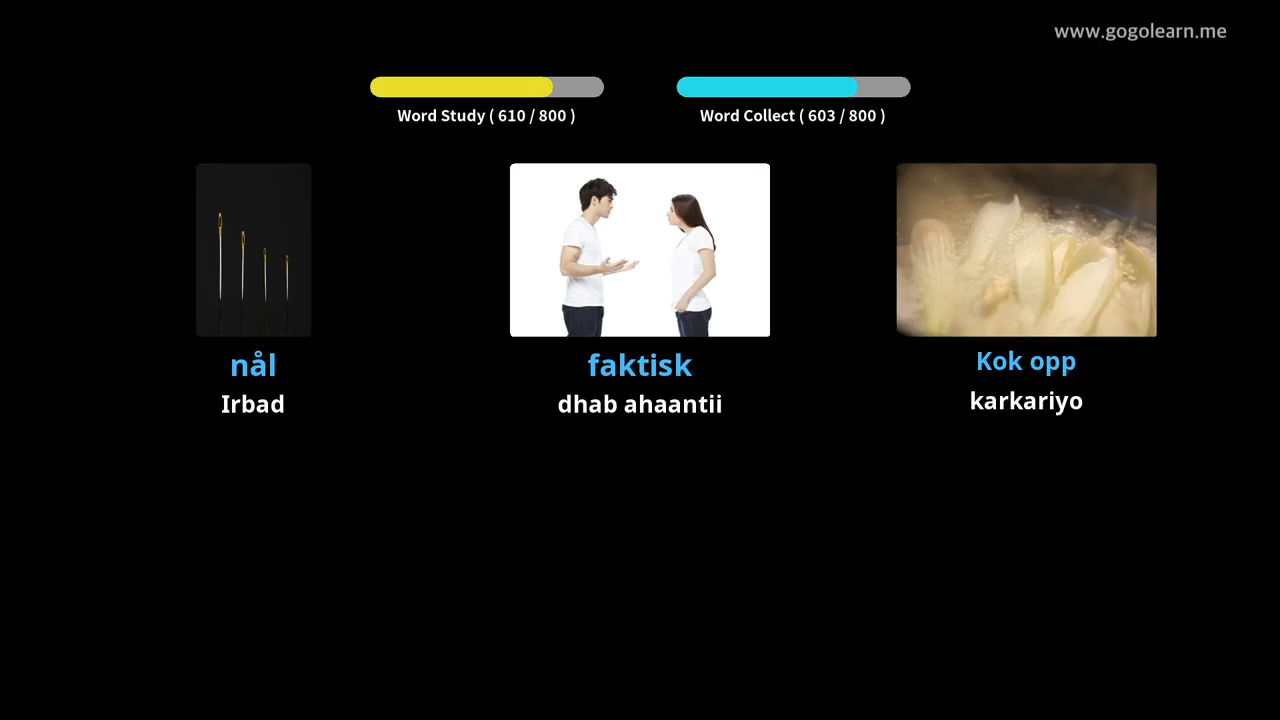 www.gogolearn.me
Word Study ( 610 / 800 )
Word Collect ( 603 / 800 )
nål
Irbad
faktisk
dhab ahaantii
Kok opp
karkariyo